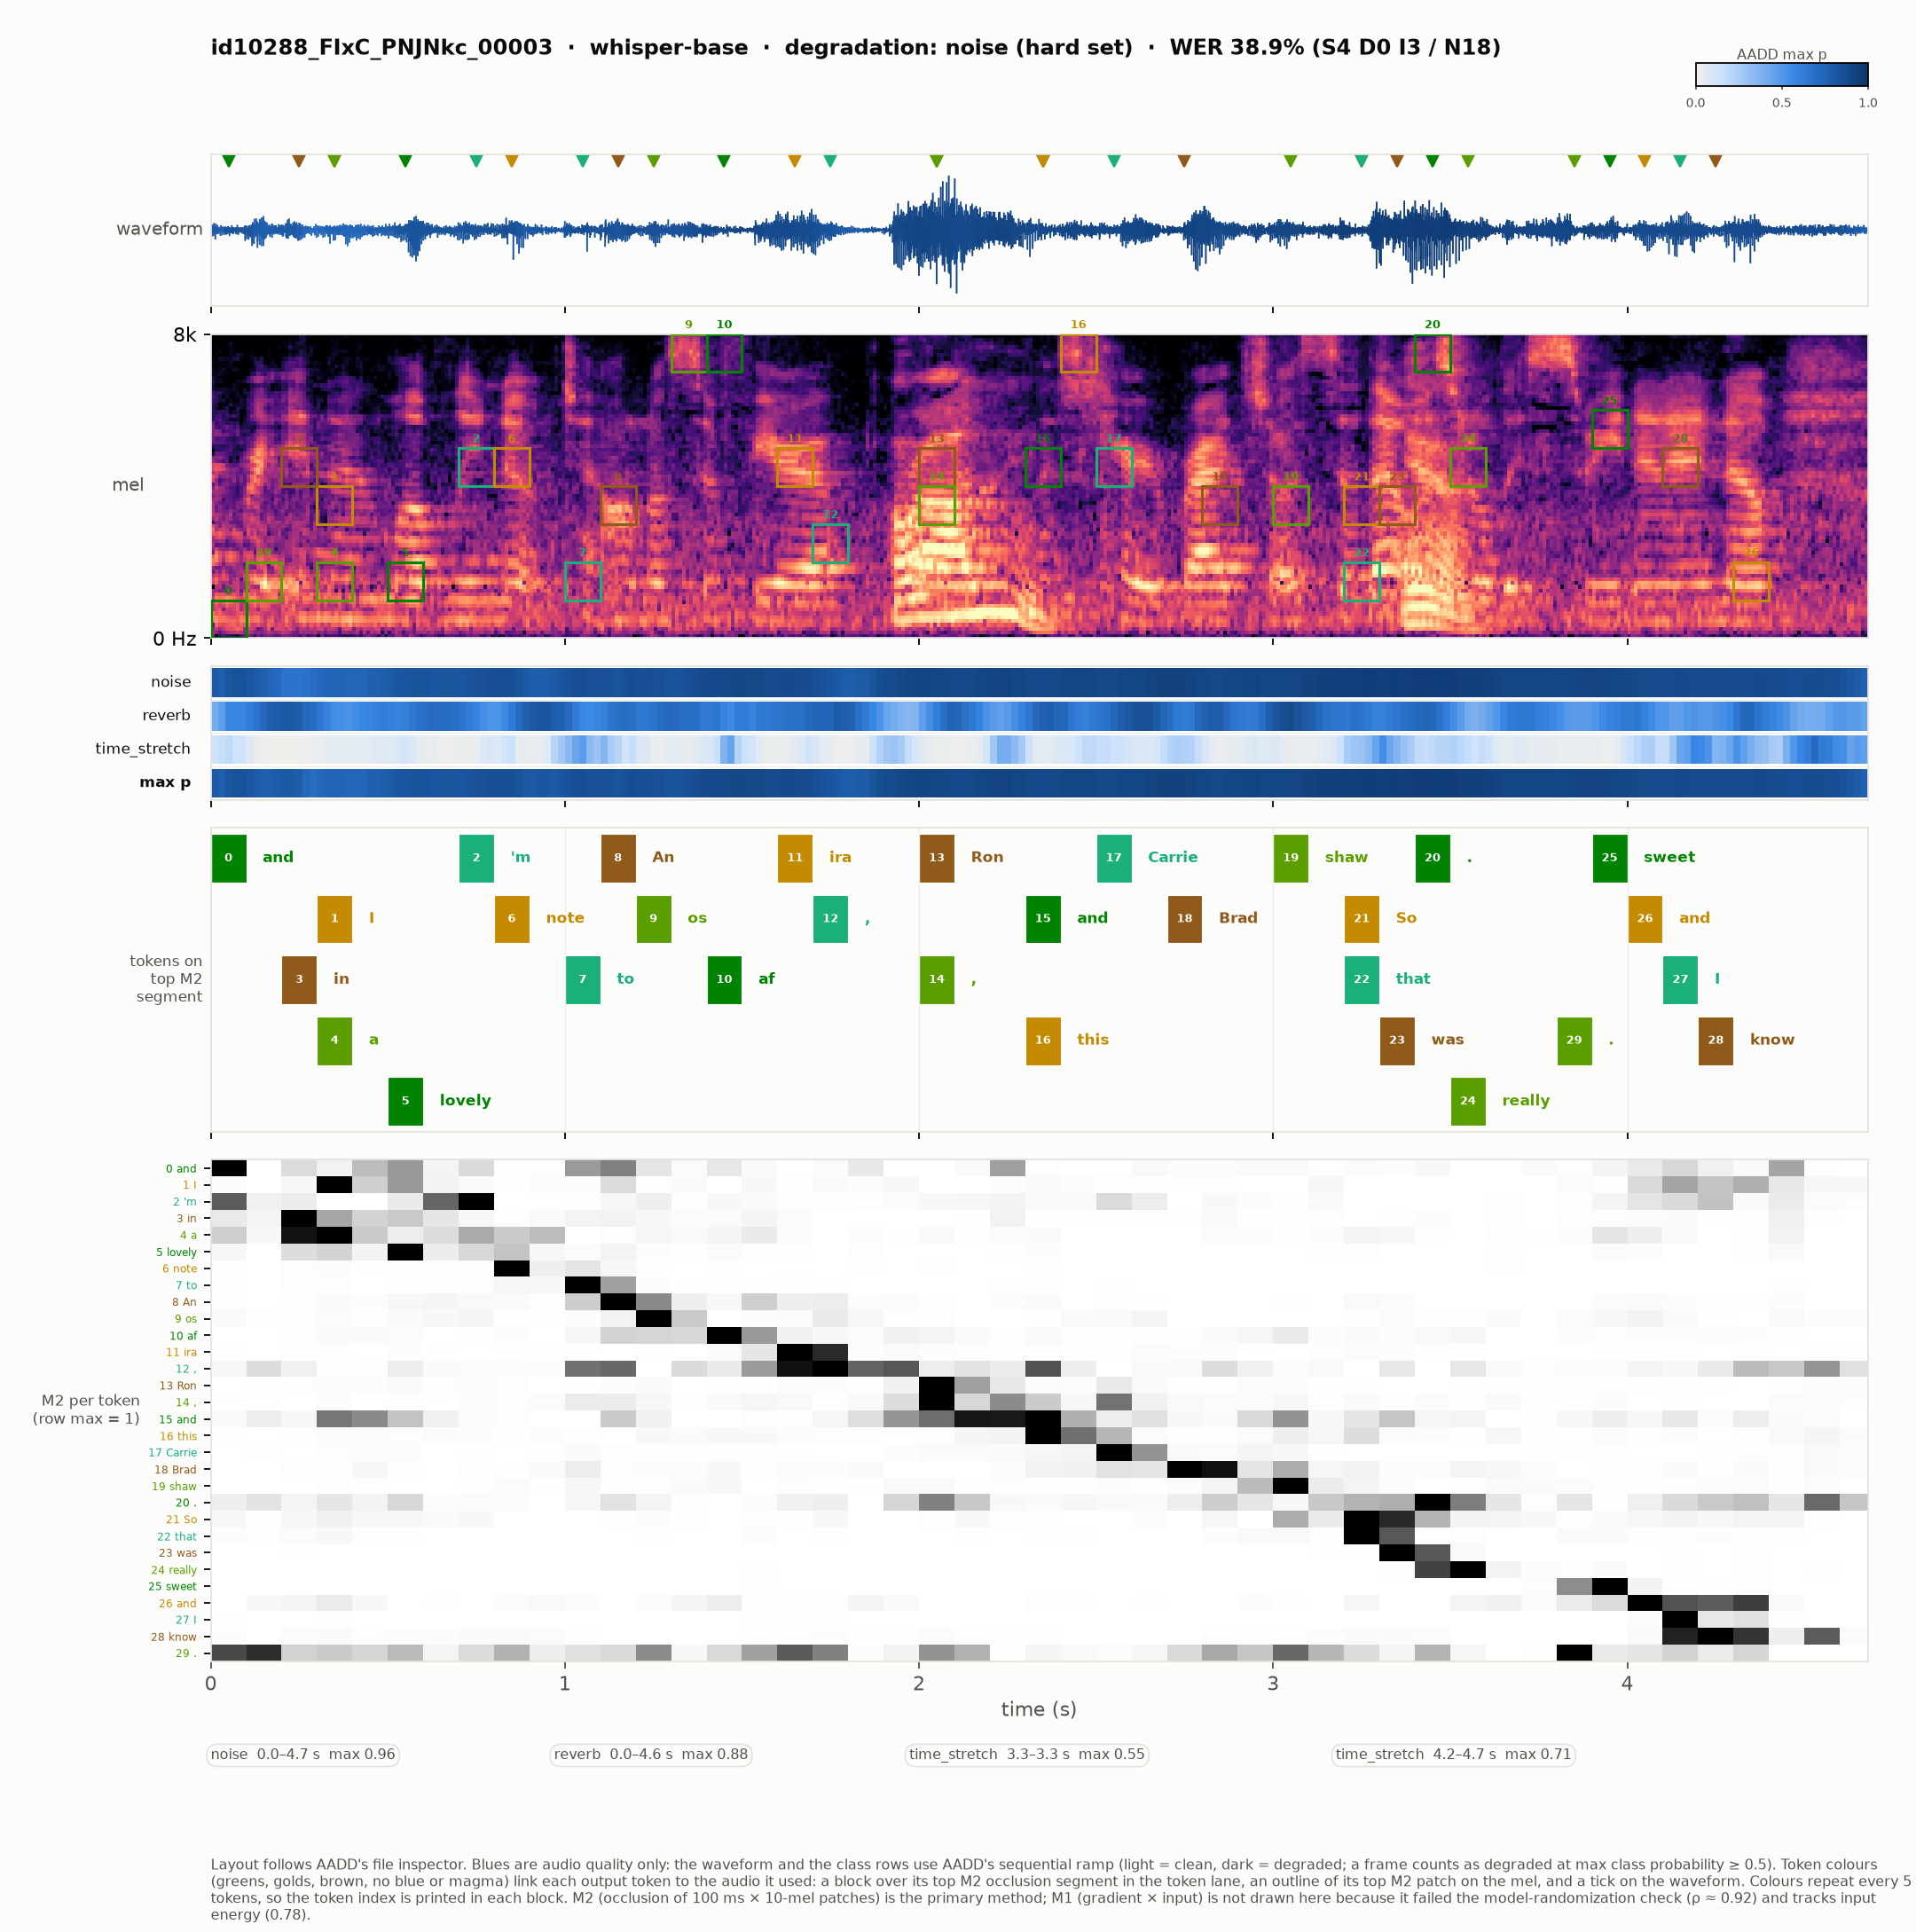 id10288_FIxC_PNJNkc_00003 · whisper-base · degradation: noise (hard set) · WER 38.9% (S4 D0 I3 / N18)
AADD max p
0.0 0.5 1.0
waveform
8k
mel
0 Hz
9 10 16 20
25
2 6 11 13 28
12
7 22
0
noise
reverb
time_stretch
max p
tokens on
top M2
segment
0 and 2 'm 8 An 11 ira 13 Ron 17 Carrie 19 shaw 20 . 25 sweet
1 I 6 note 9 os 12 , 15 and 18 Brad 21 So 26 and
3 in 7 to 10 af 14 , 22 that 27 I
4 a 16 this 23 was 29 . 28 know
5 lovely 24 really
M2 per token
(row max = 1)
0 and
1 I
2 'm
3 in
4 a
5 lovely
6 note
7 to
8 An
9 os
10 af
11 ira
12 ,
13 Ron
14 ,
15 and
16 this
17 Carrie
18 Brad
19 shaw
20 .
21 So
22 that
23 was
24 really
25 sweet
26 and
27 I
28 know
29 .
0 1 2 3 4
time (s)
noise 0.0–4.7 s max 0.96
reverb 0.0–4.6 s max 0.88
time_stretch 3.3–3.3 s max 0.55
time_stretch 4.2–4.7 s max 0.71
Layout follows AADD's file inspector. Blues are audio quality only: the waveform and the class rows use AADD's sequential ramp (light = clean, dark = degraded; a frame counts as degraded at max class probability ≥ 0.5). Token colours
(greens, golds, brown, no blue or magma) link each output token to the audio it used: a block over its top M2 occlusion segment in the token lane, an outline of its top M2 patch on the mel, and a tick on the waveform. Colours repeat every 5
tokens, so the token index is printed in each block. M2 (occlusion of 100 ms × 10-mel patches) is the primary method; M1 (gradient × input) is not drawn here because it failed the model-randomization check (ρ ≈ 0.92) and tracks input
energy (0.78).